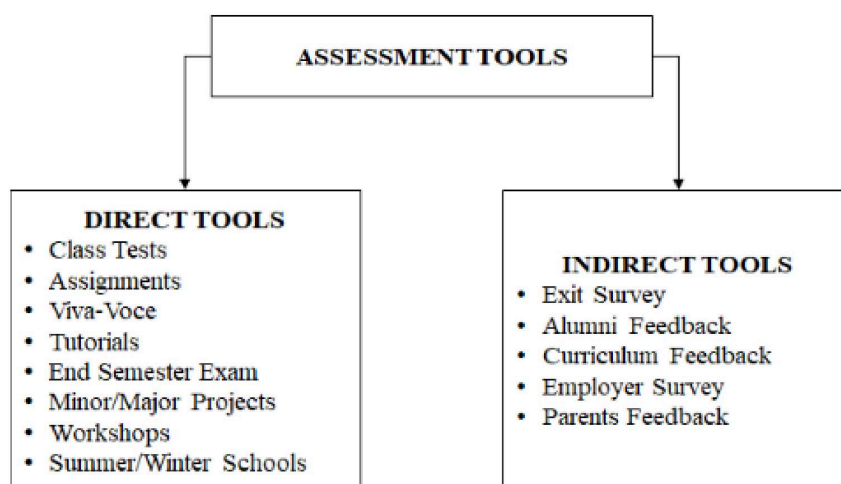 ASSESSMENT TOOLS
DIRECT TOOLS
• Class Tests
• Assignments
• Viva-Voce
• Tutorials
• End Semester Exam
• Minor/Major Projects
• Workshops
• Summer/Winter Schools
INDIRECT TOOLS
• Exit Survey
• Alumni Feedback
• Curriculum Feedback
• Employer Survey
• Parents Feedback